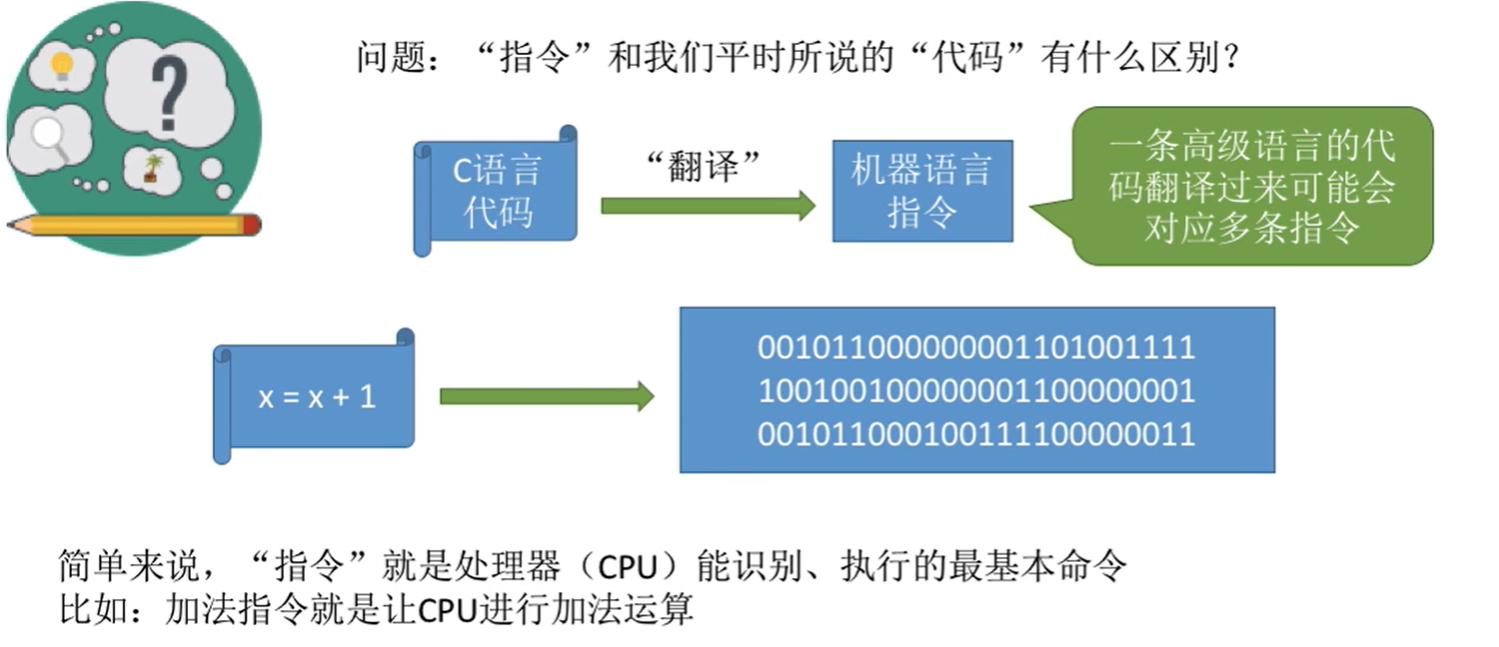 问题：“指令”和我们平时所说的“代码”有什么区别？
C语言
代码
“翻译”
机器语言
指令
一条高级语言的代
码翻译过来可能会
对应多条指令
x = x + 1
001011000000001101001111
100100100000001100000001
001011000100111100000011
简单来说，“指令”就是处理器（CPU）能识别、执行的最基本命令
比如：加法指令就是让CPU进行加法运算